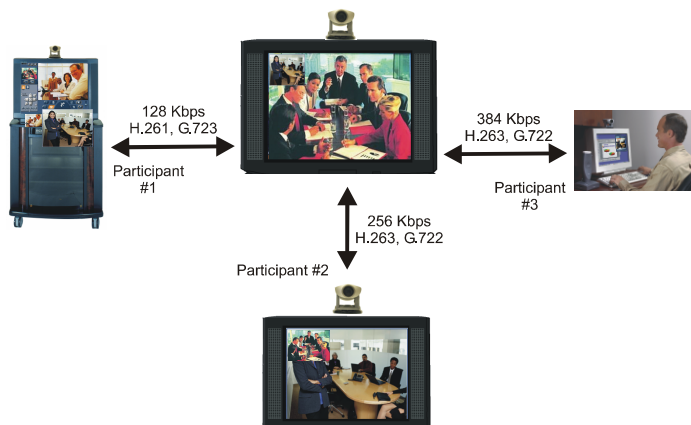 128 Kbps
H.261, G.723
Participant
#1
384 Kbps
H.263, G.722
Participant
#3
256 Kbps
H.263, G.722
Participant #2